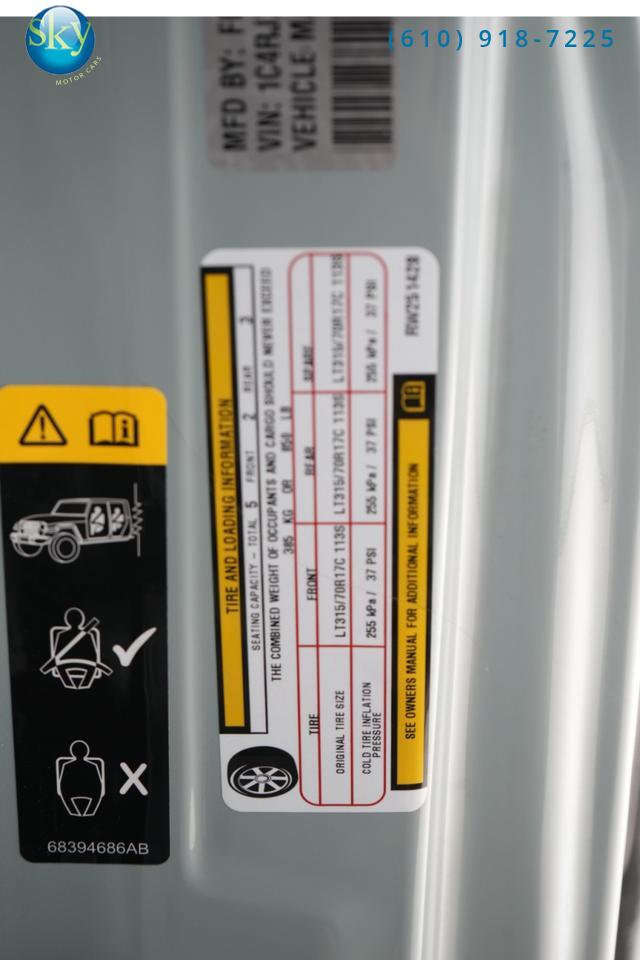 Sky
MOTOR CARS
(610) 918-7225
MFD BY:
VIN: 1C4RJ
VEHICLE M
TIRE AND LOADING INFORMATION
SEATING CAPACITY - TOTAL 5 FRONT 2 REAR 3
THE COMBINED WEIGHT OF OCCUPANTS AND CARGO SHOULD NEVER EXCEED
385 KG OR 850 LB
TIRE FRONT REAR SPARE
ORIGINAL TIRE SIZE LT315/70R17C 113S LT315/70R17C 113S LT315/70R17C 113S
COLD TIRE INFLATION PRESSURE 255 kPa / 37 PSI 255 kPa / 37 PSI 255 kPa / 37 PSI
SEE OWNERS MANUAL FOR ADDITIONAL INFORMATION
RW251428
68394686AB